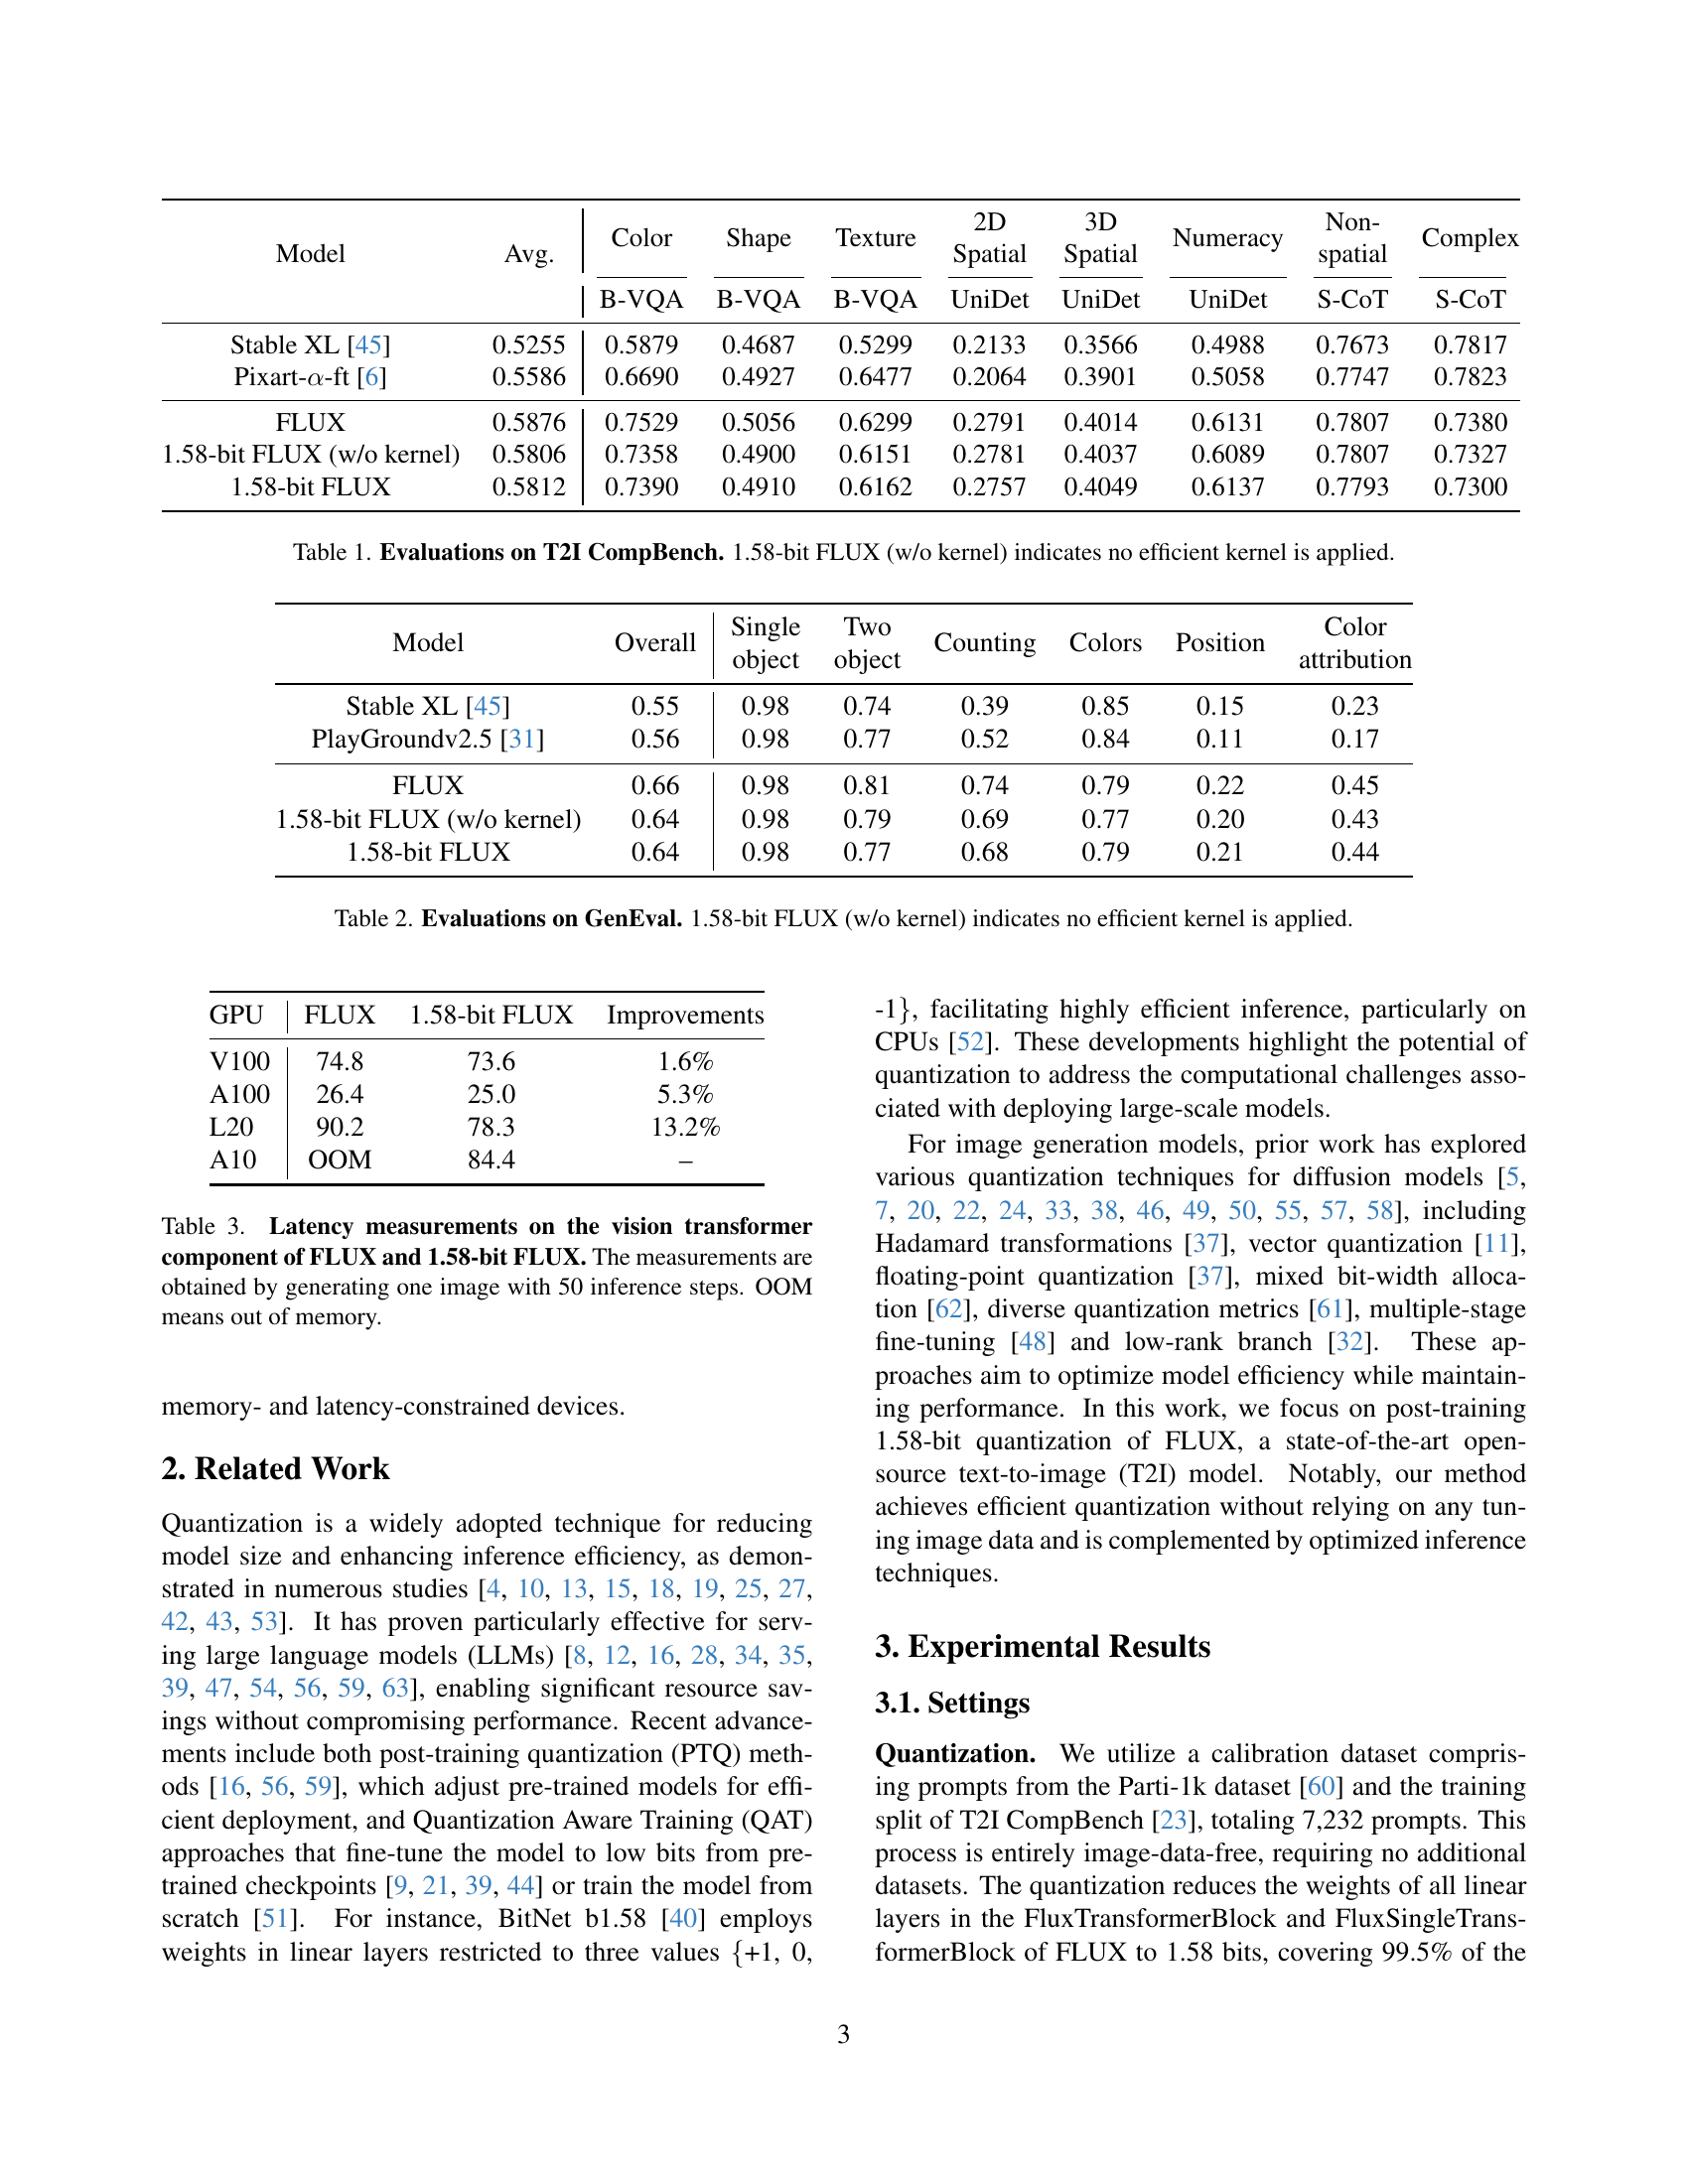 Model Avg. Color Shape Texture 2D Spatial 3D Spatial Numeracy Non-spatial Complex
B-VQA B-VQA B-VQA UniDet UniDet UniDet S-CoT S-CoT
Stable XL [45] 0.5255 0.5879 0.4687 0.5299 0.2133 0.3566 0.4988 0.7673 0.7817
Pixart-α-ft [6] 0.5586 0.6690 0.4927 0.6477 0.2064 0.3901 0.5058 0.7747 0.7823
FLUX 0.5876 0.7529 0.5056 0.6299 0.2791 0.4014 0.6131 0.7807 0.7380
1.58-bit FLUX (w/o kernel) 0.5806 0.7358 0.4900 0.6151 0.2781 0.4037 0.6089 0.7807 0.7327
1.58-bit FLUX 0.5812 0.7390 0.4910 0.6162 0.2757 0.4049 0.6137 0.7793 0.7300
Table 1. Evaluations on T2I CompBench. 1.58-bit FLUX (w/o kernel) indicates no efficient kernel is applied.
Model Overall Single object Two object Counting Colors Position Color attribution
Stable XL [45] 0.55 0.98 0.74 0.39 0.85 0.15 0.23
PlayGroundv2.5 [31] 0.56 0.98 0.77 0.52 0.84 0.11 0.17
FLUX 0.66 0.98 0.81 0.74 0.79 0.22 0.45
1.58-bit FLUX (w/o kernel) 0.64 0.98 0.79 0.69 0.77 0.20 0.43
1.58-bit FLUX 0.64 0.98 0.77 0.68 0.79 0.21 0.44
Table 2. Evaluations on GenEval. 1.58-bit FLUX (w/o kernel) indicates no efficient kernel is applied.
GPU FLUX 1.58-bit FLUX Improvements
V100 74.8 73.6 1.6%
A100 26.4 25.0 5.3%
L20 90.2 78.3 13.2%
A10 OOM 84.4 –
Table 3. Latency measurements on the vision transformer
component of FLUX and 1.58-bit FLUX. The measurements are
obtained by generating one image with 50 inference steps. OOM
means out of memory.
memory- and latency-constrained devices.
2. Related Work
Quantization is a widely adopted technique for reducing
model size and enhancing inference efficiency, as demon-
strated in numerous studies [4, 10, 13, 15, 18, 19, 25, 27,
42, 43, 53]. It has proven particularly effective for serv-
ing large language models (LLMs) [8, 12, 16, 28, 34, 35,
39, 47, 54, 56, 59, 63], enabling significant resource sav-
ings without compromising performance. Recent advance-
ments include both post-training quantization (PTQ) meth-
ods [16, 56, 59], which adjust pre-trained models for effi-
cient deployment, and Quantization Aware Training (QAT)
approaches that fine-tune the model to low bits from pre-
trained checkpoints [9, 21, 39, 44] or train the model from
scratch [51]. For instance, BitNet b1.58 [40] employs
weights in linear layers restricted to three values {+1, 0,
-1}, facilitating highly efficient inference, particularly on
CPUs [52]. These developments highlight the potential of
quantization to address the computational challenges asso-
ciated with deploying large-scale models.
For image generation models, prior work has explored
various quantization techniques for diffusion models [5,
7, 20, 22, 24, 33, 38, 46, 49, 50, 55, 57, 58], including
Hadamard transformations [37], vector quantization [11],
floating-point quantization [37], mixed bit-width alloca-
tion [62], diverse quantization metrics [61], multiple-stage
fine-tuning [48] and low-rank branch [32]. These ap-
proaches aim to optimize model efficiency while maintain-
ing performance. In this work, we focus on post-training
1.58-bit quantization of FLUX, a state-of-the-art open-
source text-to-image (T2I) model. Notably, our method
achieves efficient quantization without relying on any tun-
ing image data and is complemented by optimized inference
techniques.
3. Experimental Results
3.1. Settings
Quantization. We utilize a calibration dataset compris-
ing prompts from the Parti-1k dataset [60] and the training
split of T2I CompBench [23], totaling 7,232 prompts. This
process is entirely image-data-free, requiring no additional
datasets. The quantization reduces the weights of all linear
layers in the FluxTransformerBlock and FluxSingleTrans-
formerBlock of FLUX to 1.58 bits, covering 99.5% of the
3